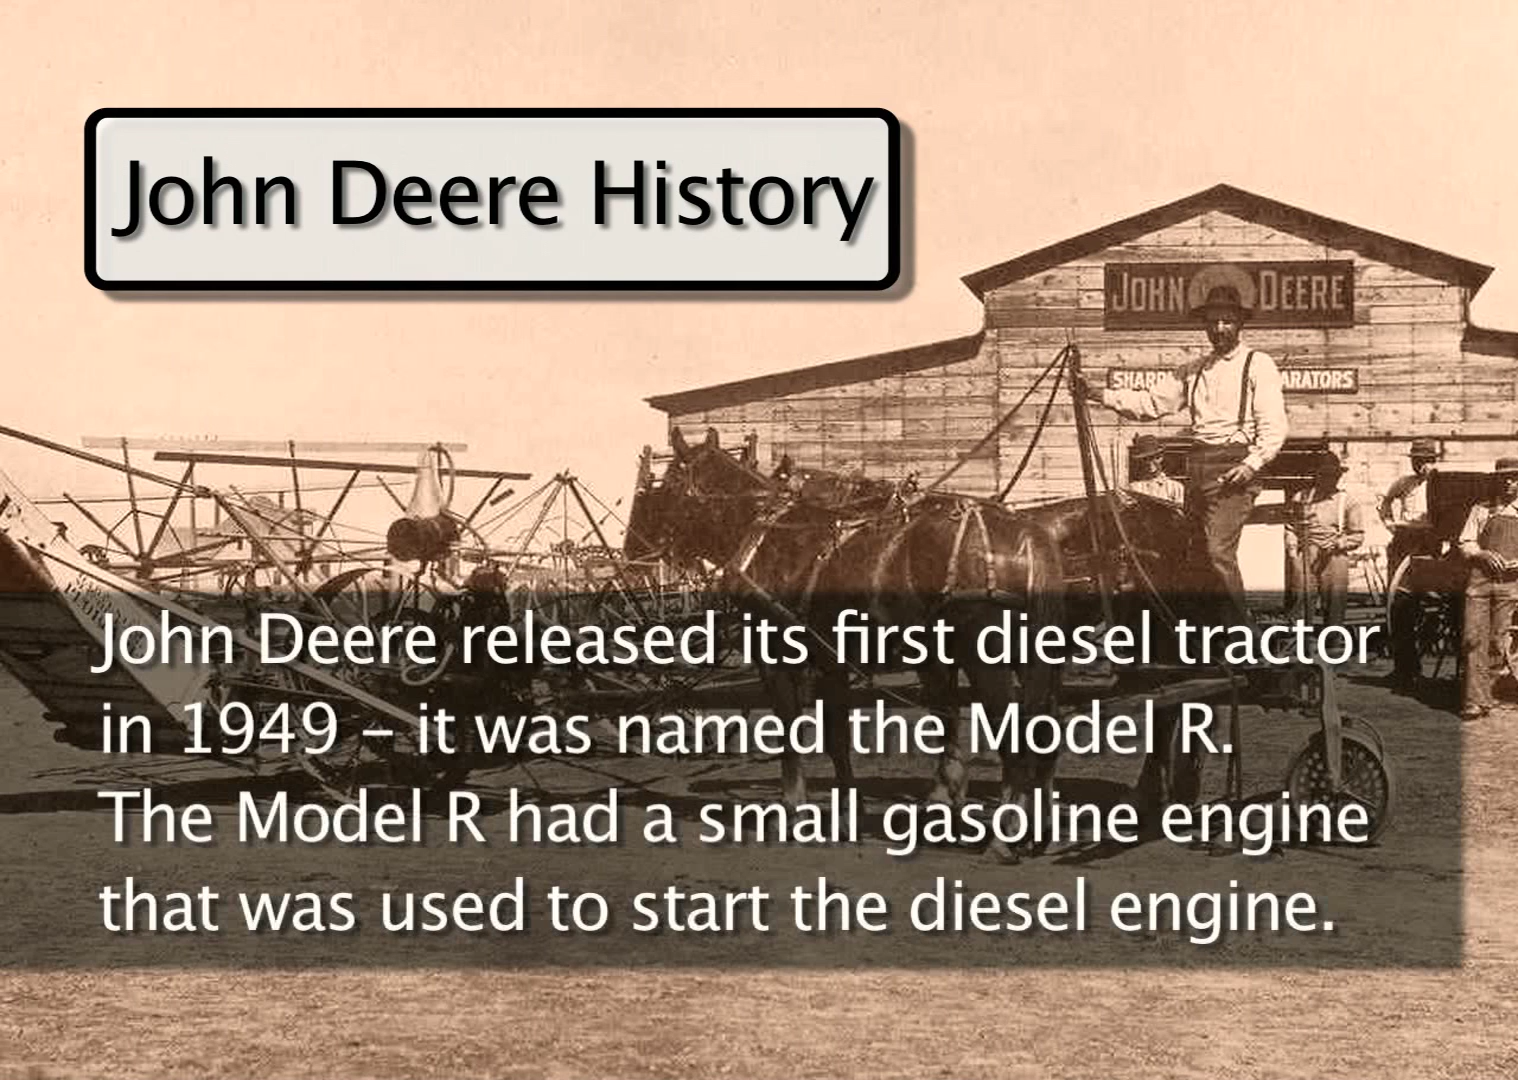 John Deere History
JOHN DEERE
SHARP
ARATORS
John Deere released its first diesel tractor
in 1949 – it was named the Model R.
The Model R had a small gasoline engine
that was used to start the diesel engine.